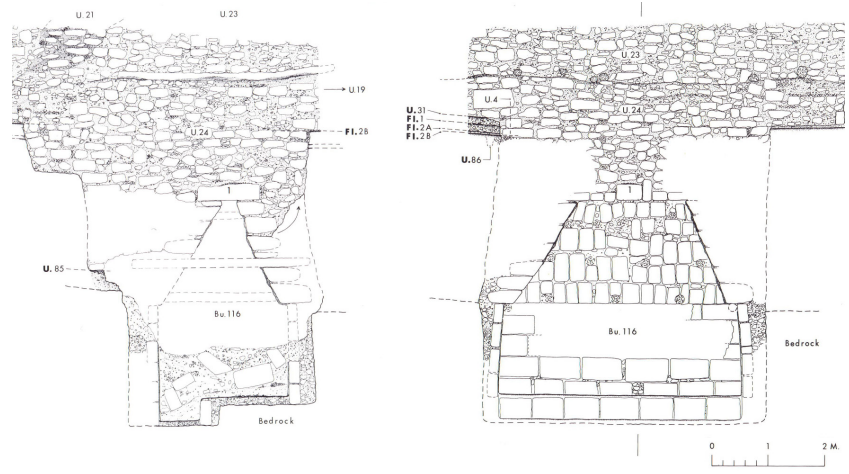 U. 21
U. 23
U. 19
U. 24
Fl. 2B
1
U. 85
Bu. 116
Bedrock
U. 23
U. 4
U. 24
U. 31
Fl. 1
Fl. 2A
Fl. 2B
U. 86
1
Bu. 116
Bedrock
0 1 2 M.